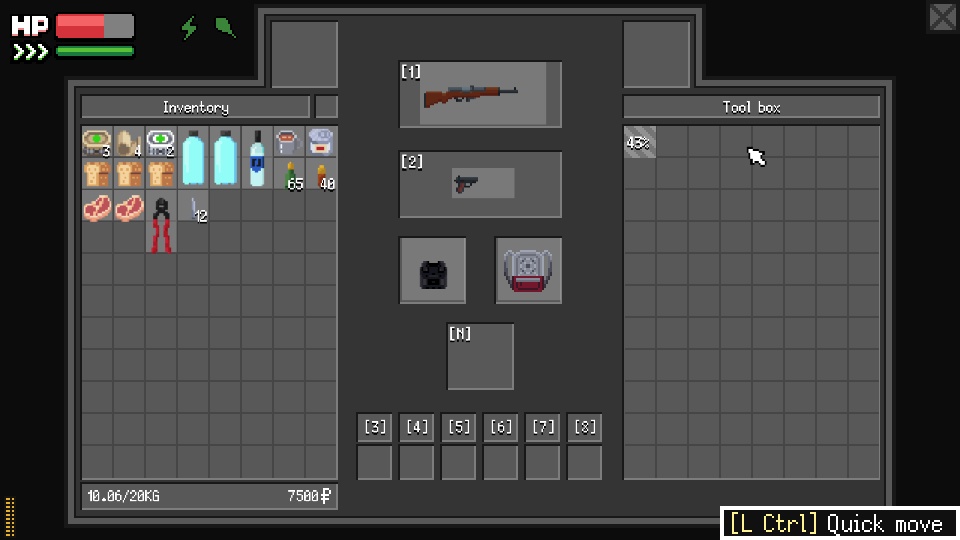 HP
>>>
[1]
Inventory
Tool box
3
4
2
43%
[2]
65
40
12
[N]
[3] [4] [5] [6] [7] [8]
10.06/20KG
7500₽
[L Ctrl] Quick move